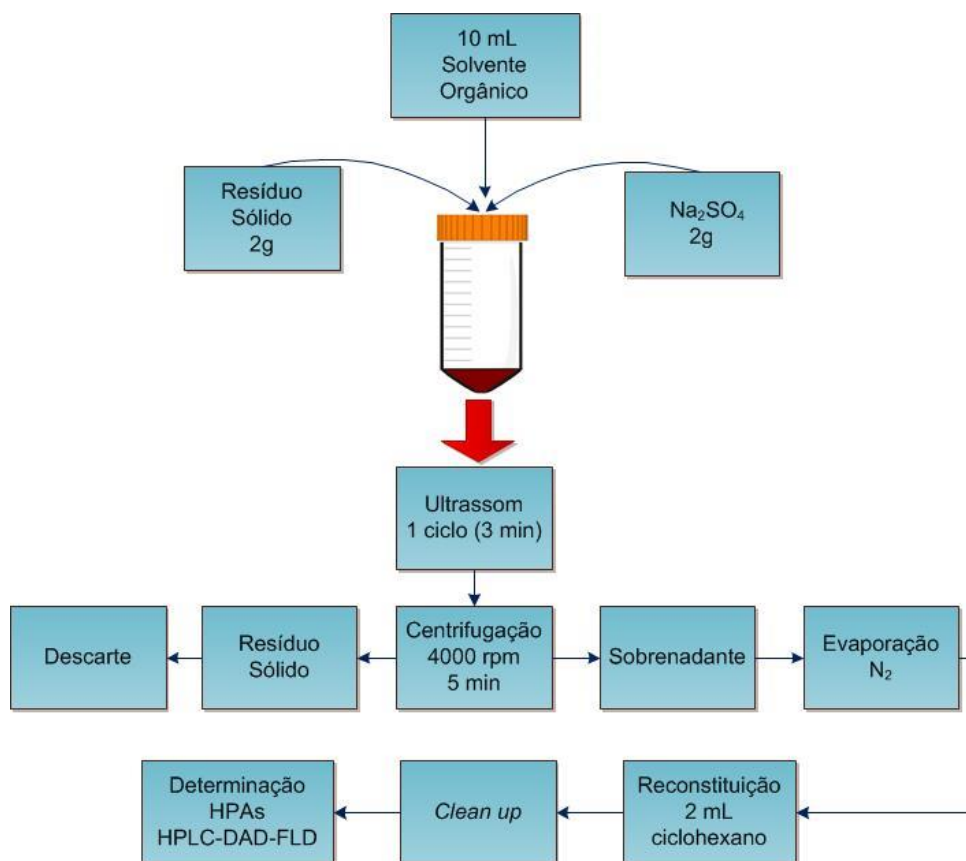 10 mL
Solvente
Orgânico
Resíduo
Sólido
2g
Na₂SO₄
2g
Ultrassom
1 ciclo (3 min)
Descarte
Resíduo
Sólido
Centrifugação
4000 rpm
5 min
Sobrenadante
Evaporação
N₂
Determinação
HPAs
HPLC-DAD-FLD
Clean up
Reconstituição
2 mL
ciclohexano